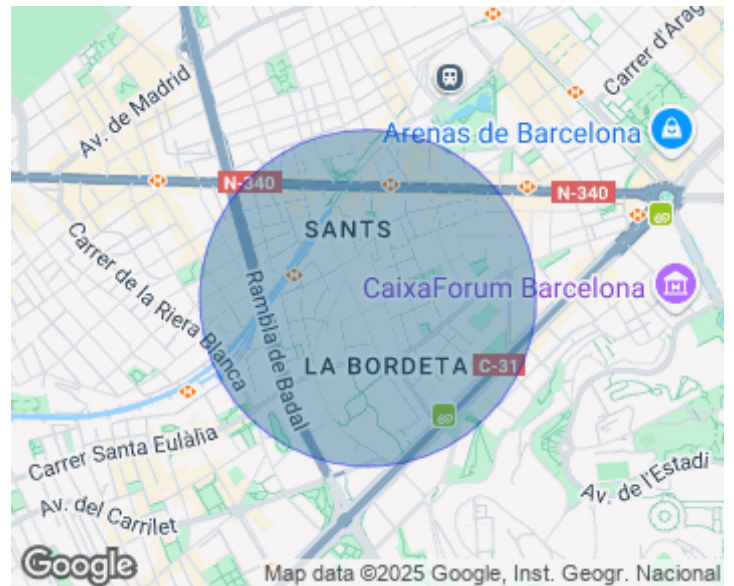 Carrer d'Arag
Av. de Madrid
Arenas de Barcelona
N-340
N-340
SANTS
Carrer de la Riera Blanca
Rambla de Badal
CaixaForum Barcelona
LA BORDETA
C-31
Carrer Santa Eulàlia
Av. de l'Estadi
Av. del Carrilet
Google
Map data ©2025 Google, Inst. Geogr. Nacional